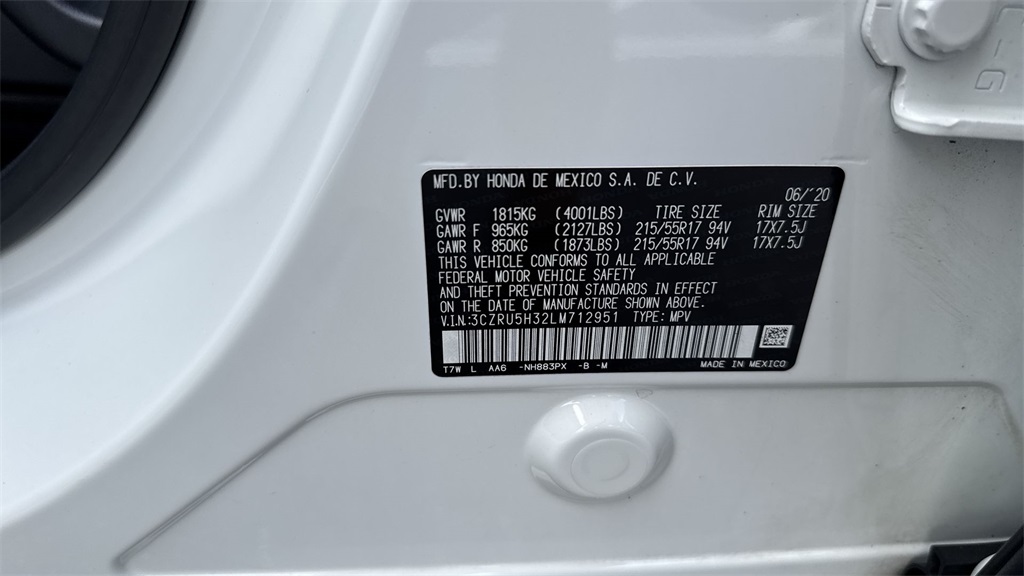 MFD.BY HONDA DE MEXICO S.A. DE C.V.
06/'20
GVWR 1815KG (4001LBS) TIRE SIZE RIM SIZE
GAWR F 965KG (2127LBS) 215/55R17 94V 17X7.5J
GAWR R 850KG (1873LBS) 215/55R17 94V 17X7.5J
THIS VEHICLE CONFORMS TO ALL APPLICABLE
FEDERAL MOTOR VEHICLE SAFETY
AND THEFT PREVENTION STANDARDS IN EFFECT
ON THE DATE OF MANUFACTURE SHOWN ABOVE.
V.I.N:3CZRU5H32LM712951 TYPE: MPV
T7W L AA6 -NH883PX -B -M MADE IN MEXICO